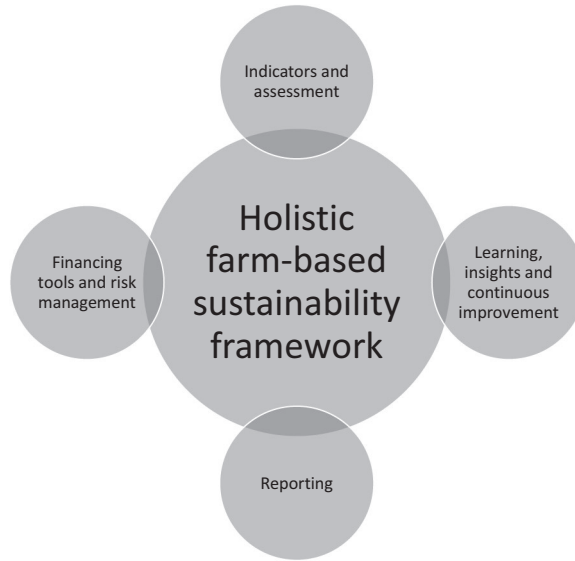 Indicators and
assessment
Holistic
farm-based
sustainability
framework
Financing
tools and risk
management
Learning,
insights and
continuous
improvement
Reporting